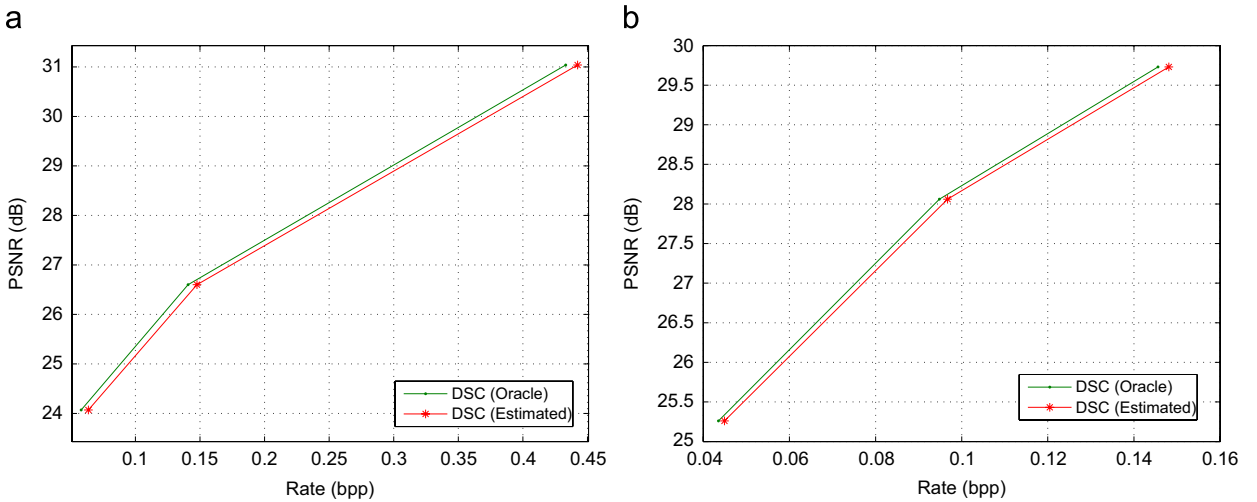 a
31
30
29
28
27
26
25
24
PSNR (dB)
0.1 0.15 0.2 0.25 0.3 0.35 0.4 0.45
Rate (bpp)
DSC (Oracle)
DSC (Estimated)
b
30
29.5
29
28.5
28
27.5
27
26.5
26
25.5
25
PSNR (dB)
0.04 0.06 0.08 0.1 0.12 0.14 0.16
Rate (bpp)
DSC (Oracle)
DSC (Estimated)